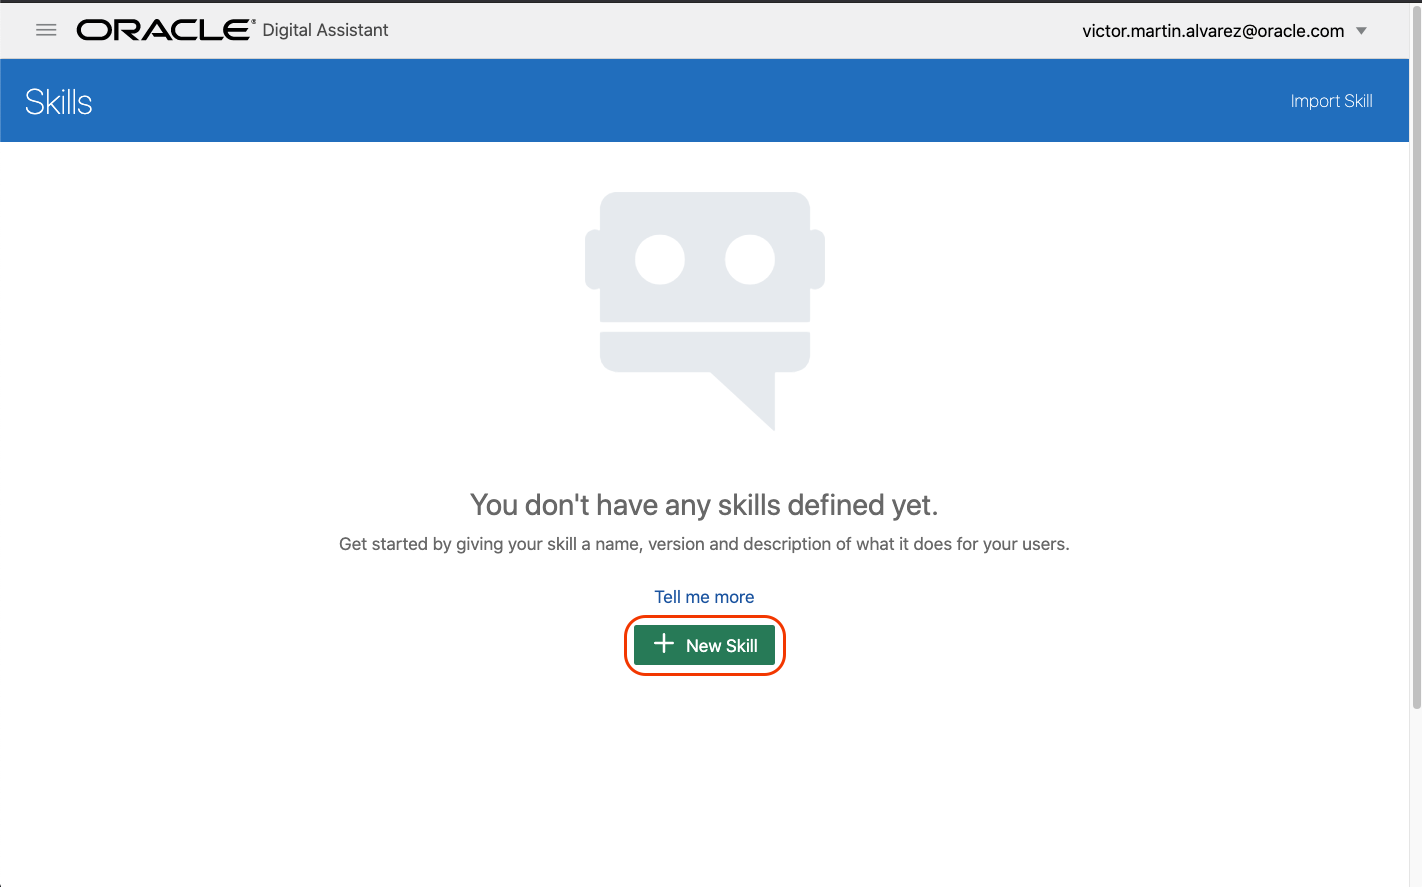 ORACLE® Digital Assistant
victor.martin.alvarez@oracle.com
Skills
Import Skill
You don't have any skills defined yet.
Get started by giving your skill a name, version and description of what it does for your users.
Tell me more
New Skill